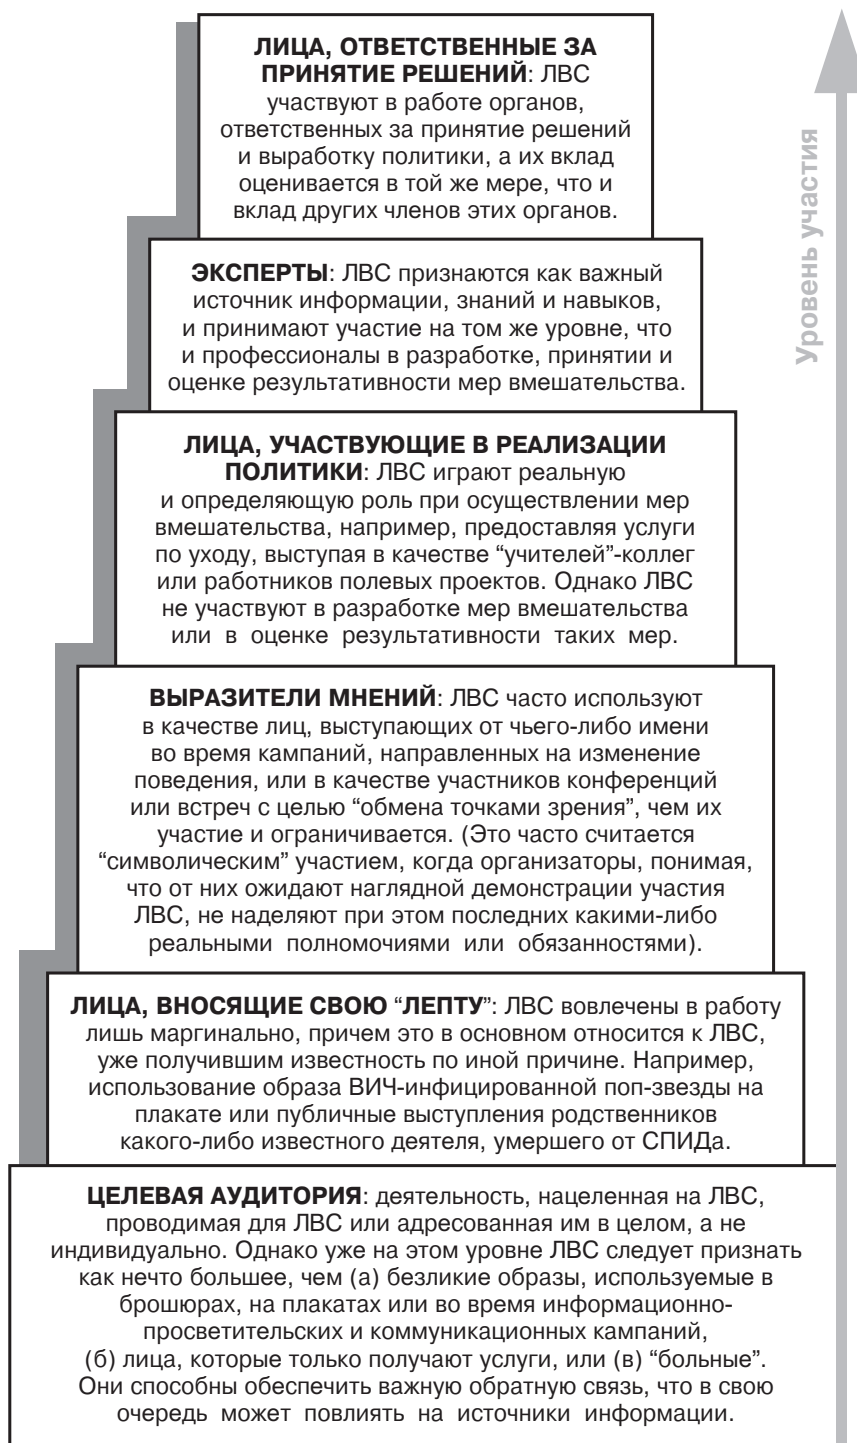 ЛИЦА, ОТВЕТСТВЕННЫЕ ЗА
ПРИНЯТИЕ РЕШЕНИЙ: ЛВС
участвуют в работе органов,
ответственных за принятие решений
и выработку политики, а их вклад
оценивается в той же мере, что и
вклад других членов этих органов.
Уровень участия
ЭКСПЕРТЫ: ЛВС признаются как важный
источник информации, знаний и навыков,
и принимают участие на том же уровне, что
и профессионалы в разработке, принятии и
оценке результативности мер вмешательства.
ЛИЦА, УЧАСТВУЮЩИЕ В РЕАЛИЗАЦИИ
ПОЛИТИКИ: ЛВС играют реальную
и определяющую роль при осуществлении мер
вмешательства, например, предоставляя услуги
по уходу, выступая в качестве “учителей”-коллег
или работников полевых проектов. Однако ЛВС
не участвуют в разработке мер вмешательства
или в оценке результативности таких мер.
ВЫРАЗИТЕЛИ МНЕНИЙ: ЛВС часто используют
в качестве лиц, выступающих от чьего-либо имени
во время кампаний, направленных на изменение
поведения, или в качестве участников конференций
или встреч с целью “обмена точками зрения”, чем их
участие и ограничивается. (Это часто считается
“символическим” участием, когда организаторы, понимая,
что от них ожидают наглядной демонстрации участия
ЛВС, не наделяют при этом последних какими-либо
реальными полномочиями или обязанностями).
ЛИЦА, ВНОСЯЩИЕ СВОЮ “ЛЕПТУ”: ЛВС вовлечены в работу
лишь маргинально, причем это в основном относится к ЛВС,
уже получившим известность по иной причине. Например,
использование образа ВИЧ-инфицированной поп-звезды на
плакате или публичные выступления родственников
какого-либо известного деятеля, умершего от СПИДа.
ЦЕЛЕВАЯ АУДИТОРИЯ: деятельность, нацеленная на ЛВС,
проводимая для ЛВС или адресованная им в целом, а не
индивидуально. Однако уже на этом уровне ЛВС следует признать
как нечто большее, чем (а) безликие образы, используемые в
брошюрах, на плакатах или во время информационно-
просветительских и коммуникационных кампаний,
(б) лица, которые только получают услуги, или (в) “больные”.
Они способны обеспечить важную обратную связь, что в свою
очередь может повлиять на источники информации.